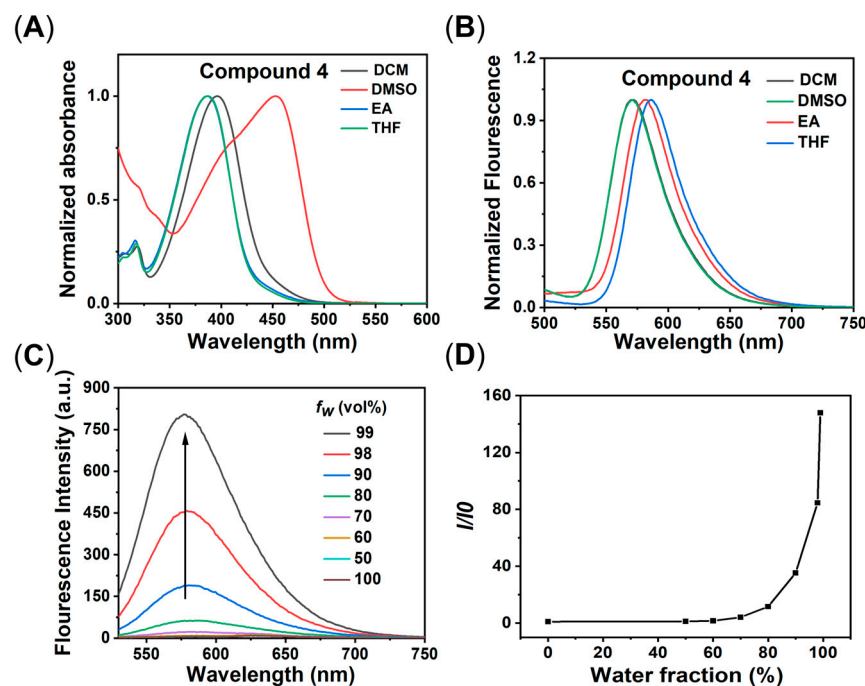 (A)
Compound 4
DCM
DMSO
EA
THF
Normalized absorbance
1.0
0.5
0.0
300 350 400 450 500 550 600
Wavelength (nm)
(B)
Compound 4
DCM
DMSO
EA
THF
Normalized Flourescence
1.2
0.9
0.6
0.3
0.0
500 550 600 650 700 750
Wavelength (nm)
(C)
Flourescence Intensity (a.u.)
900
750
600
450
300
150
0
fw (vol%)
99
98
90
80
70
60
50
100
550 600 650 700 750
Wavelength (nm)
(D)
I/I0
160
120
80
40
0
0 20 40 60 80 100
Water fraction (%)